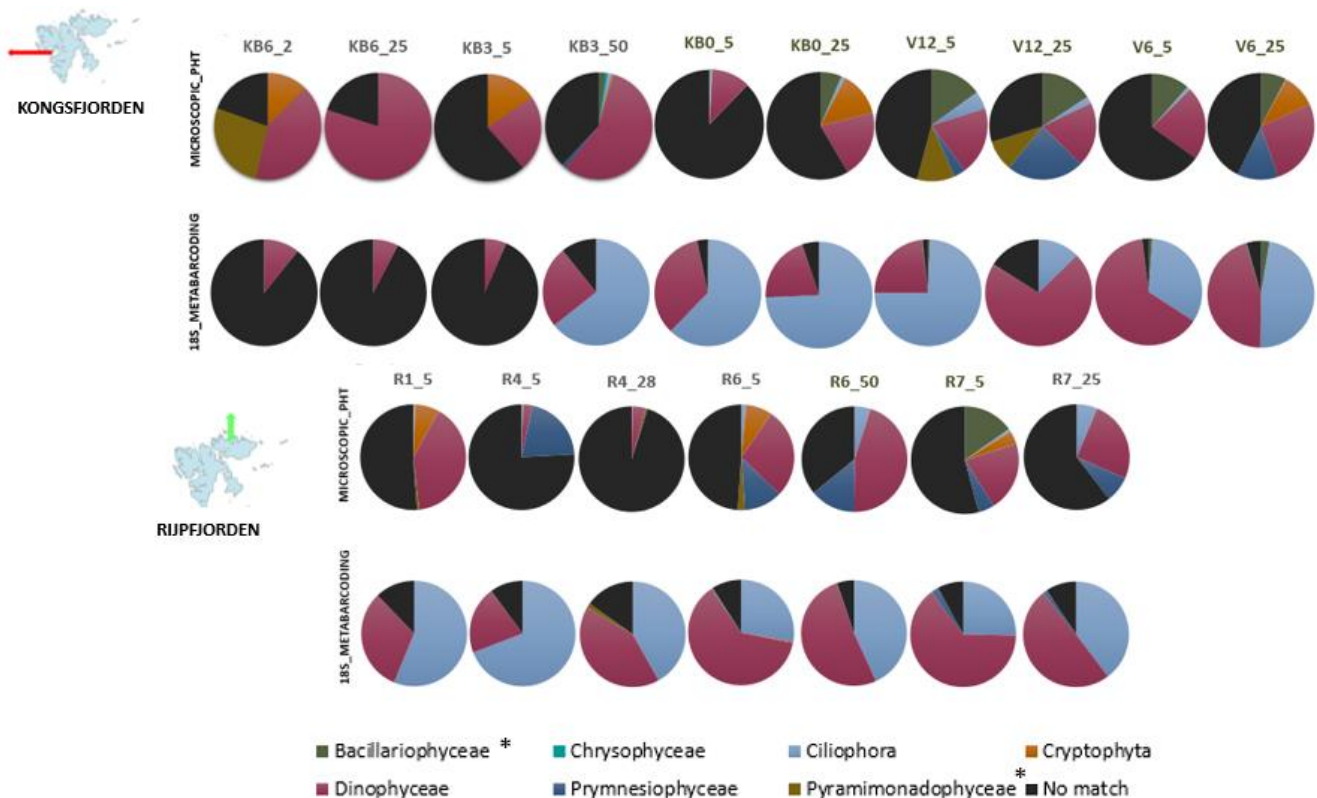 KONGSFJORDEN
MICROSCOPIC_PHT
KB6_2 KB6_25 KB3_5 KB3_50 KB0_5 KB0_25 V12_5 V12_25 V6_5 V6_25
18S_METABARCODING
RIJPFJORDEN
MICROSCOPIC_PHT
R1_5 R4_5 R4_28 R6_5 R6_50 R7_5 R7_25
18S_METABARCODING
Bacillariophyceae * Chrysophyceae Ciliophora Cryptophyta
Dinophyceae Prymnesiophyceae Pyramimonadophyceae * No match